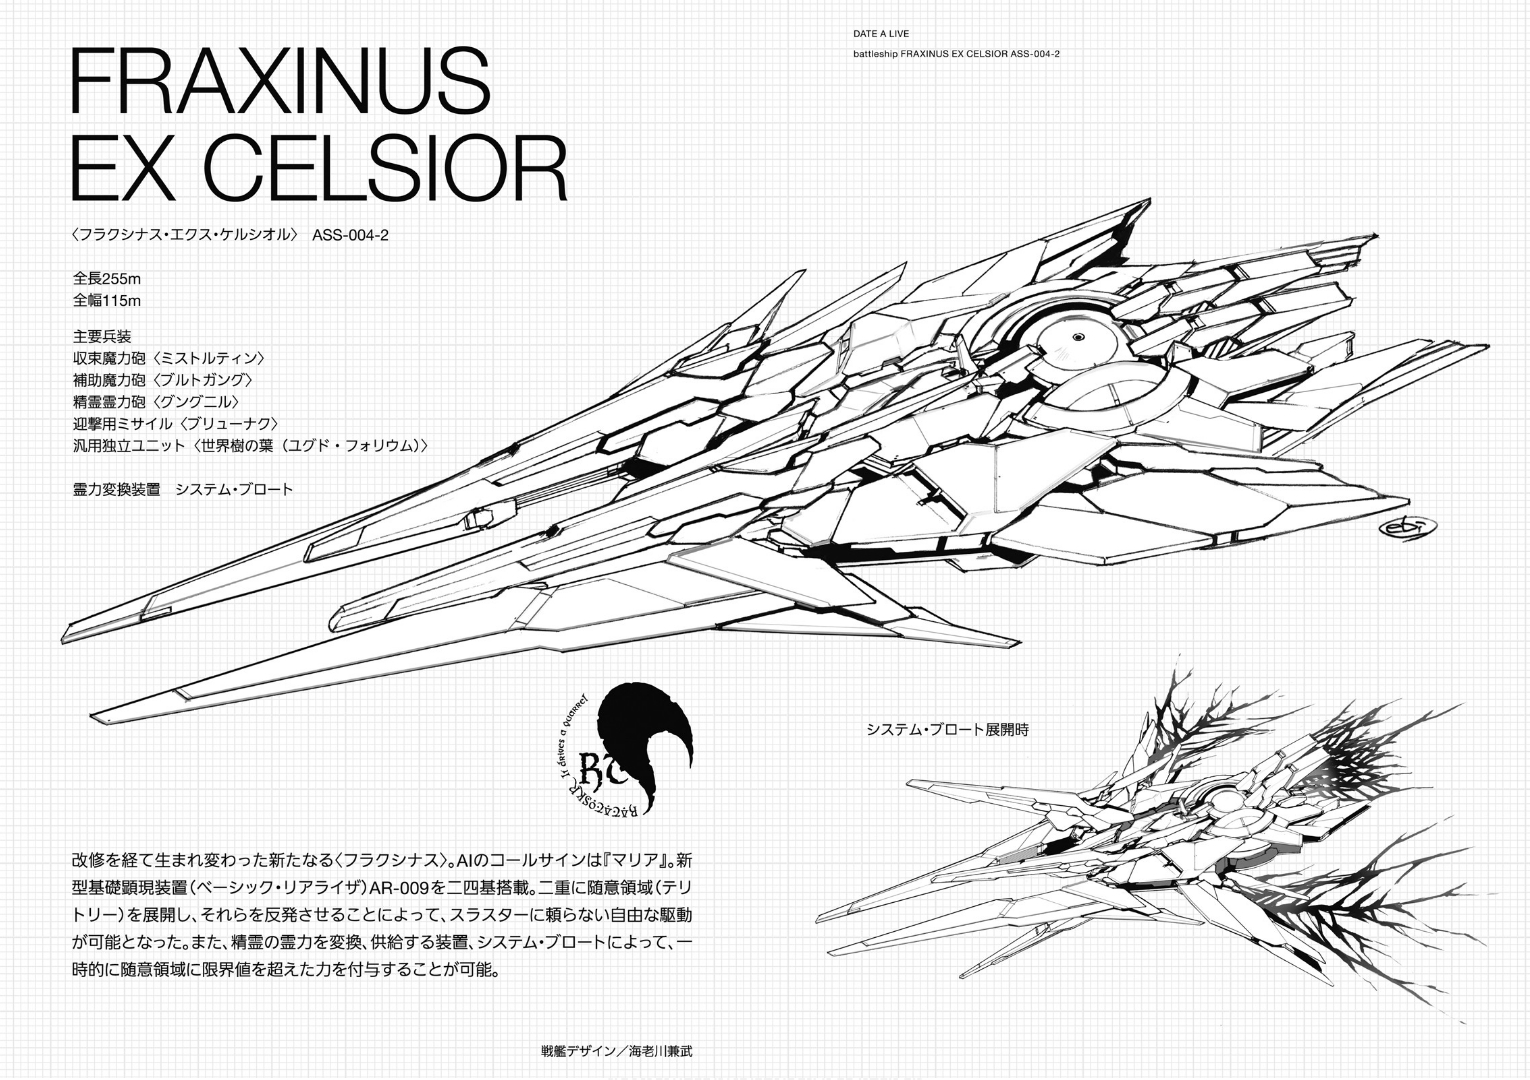 FRAXINUS
EX CELSIOR
DATE A LIVE
battleship FRAXINUS EX CELSIOR ASS-004-2
〈フラクシナス・エクス・ケルシオル〉 ASS-004-2
全長255m
全幅115m
主要兵装
収束魔力砲〈ミストルティン〉
補助魔力砲〈ブルトガング〉
精霊霊力砲〈グングニル〉
迎撃用ミサイル〈ブリューナク〉
汎用独立ユニット〈世界樹の葉（ユグド・フォリウム）〉
霊力変換装置 システム・ブロート
ebi
It drives a quarrel
RATATOSKR
システム・ブロート展開時
改修を経て生まれ変わった新たなる〈フラクシナス〉。AIのコールサインは『マリア』。新
型基礎顕現装置（ベーシック・リアライザ）AR-009を二四基搭載。二重に随意領域（テリ
トリー）を展開し、それらを反発させることによって、スラスターに頼らない自由な駆動
が可能となった。また、精霊の霊力を変換、供給する装置、システム・ブロートによって、一
時的に随意領域に限界値を超えた力を付与することが可能。
戦艦デザイン／海老川兼武